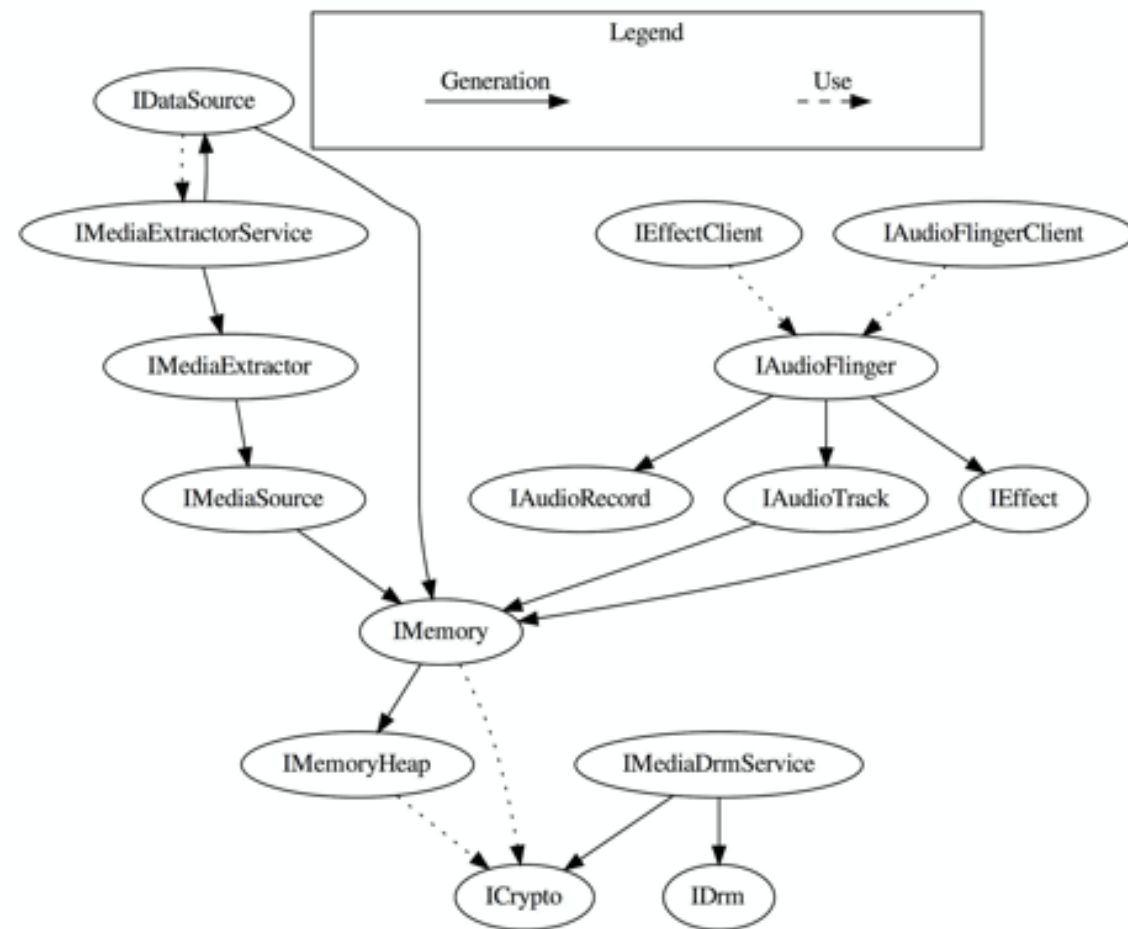 Legend
Generation
Use
IDataSource
IMediaExtractorService
IEffectClient
IAudioFlingerClient
IMediaExtractor
IAudioFlinger
IMediaSource
IAudioRecord
IAudioTrack
IEffect
IMemory
IMemoryHeap
IMediaDrmService
ICrypto
IDrm